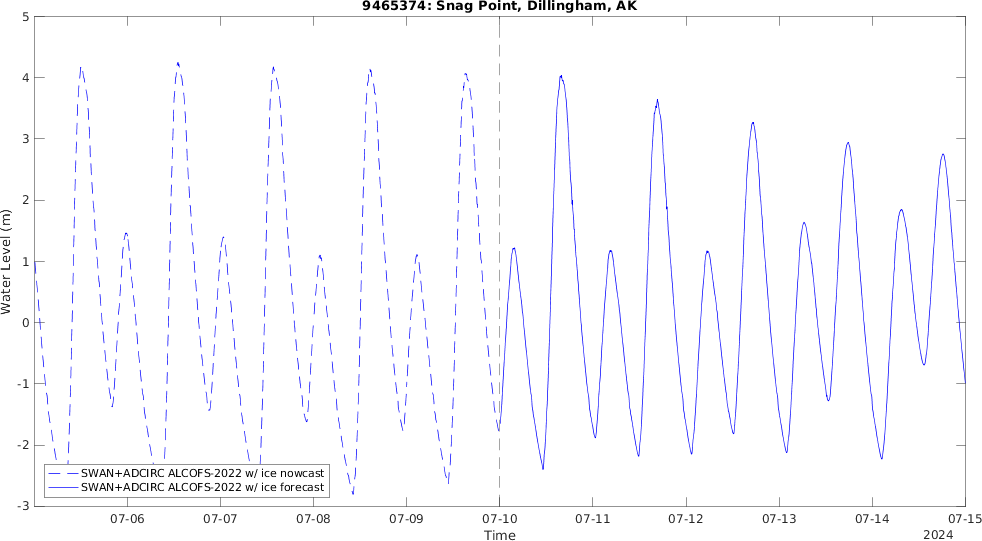 9465374: Snag Point, Dillingham, AK
5
4
3
2
1
0
-1
-2
-3
Water Level (m)
SWAN+ADCIRC ALCOFS-2022 w/ ice nowcast
SWAN+ADCIRC ALCOFS-2022 w/ ice forecast
07-06 07-07 07-08 07-09 07-10 07-11 07-12 07-13 07-14 07-15
Time
2024